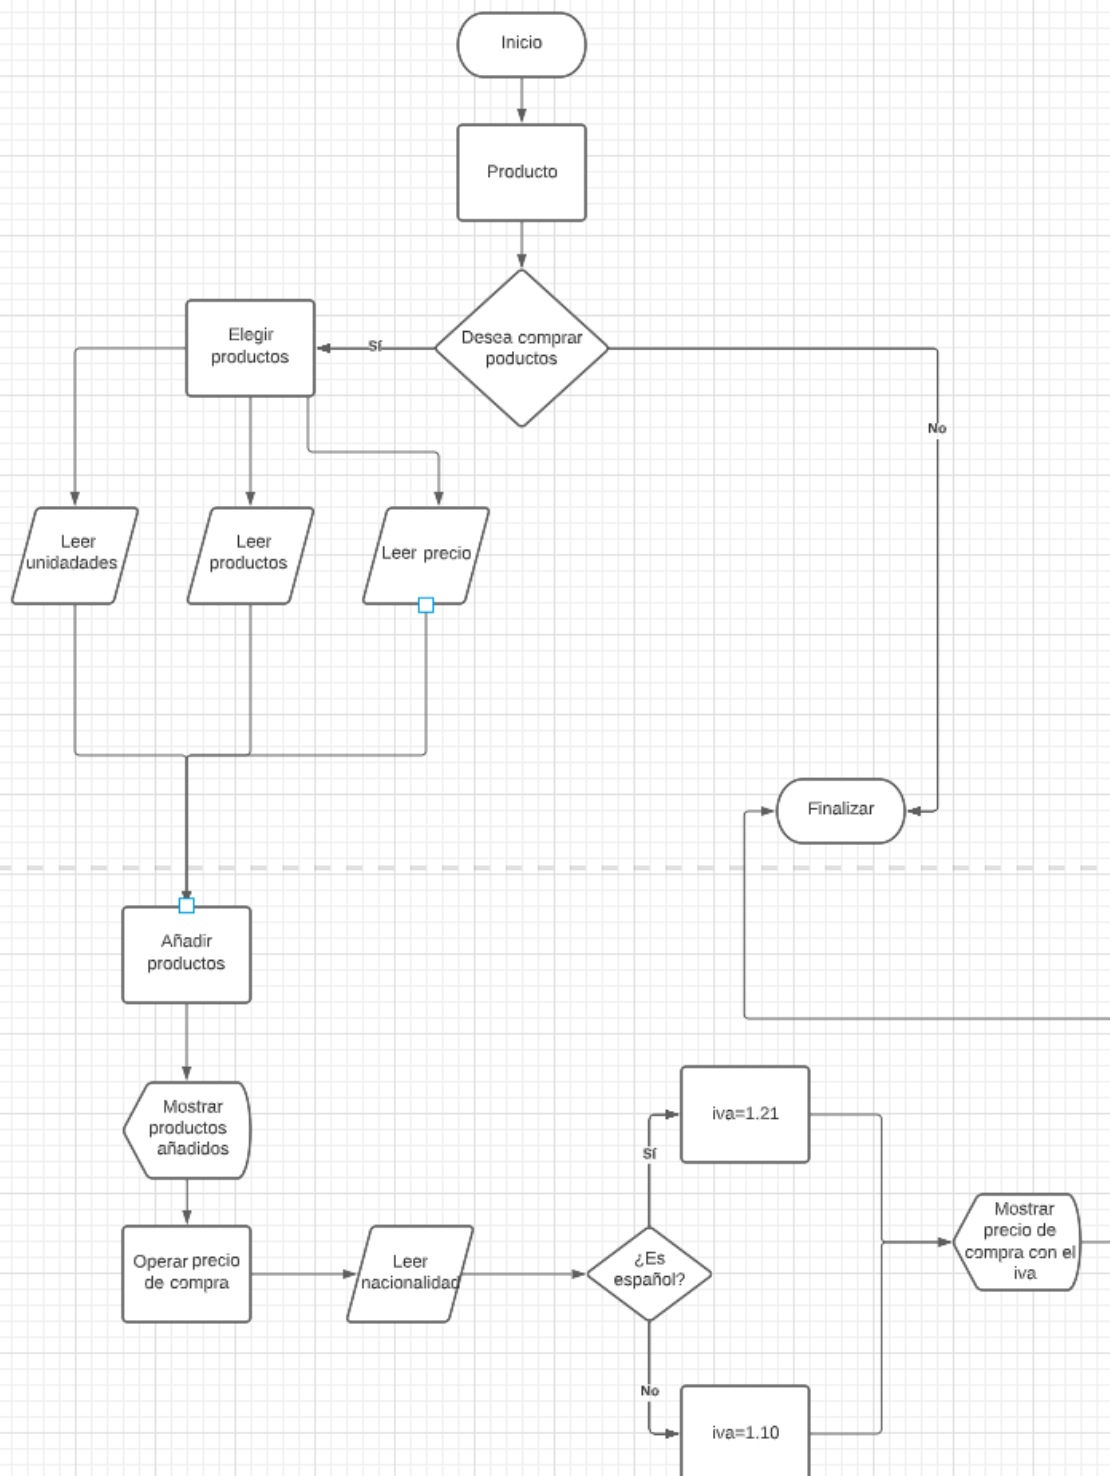 Inicio
Producto
Desea comprar
poductos
Sí
Elegir
productos
No
Leer
unidadades
Leer
productos
Leer precio
Finalizar
Añadir
productos
Mostrar
productos
añadidos
iva=1.21
Sí
Mostrar
precio de
compra con el
iva
Operar precio
de compra
Leer
nacionalidad
¿Es
español?
No
iva=1.10